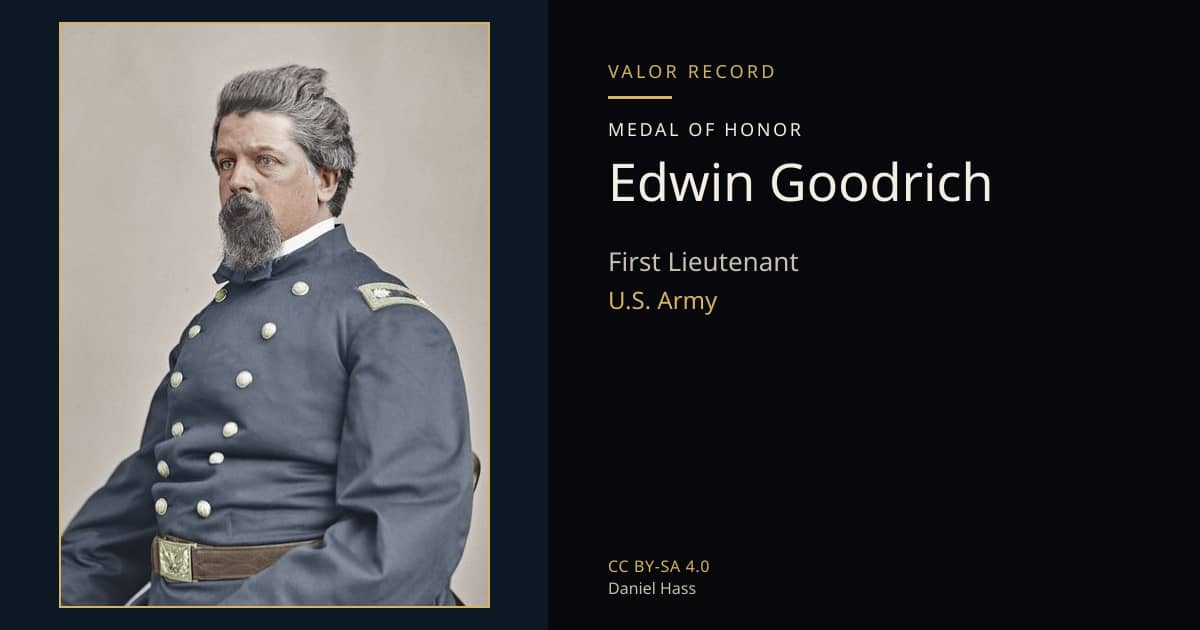 VALOR RECORD
MEDAL OF HONOR
Edwin Goodrich
First Lieutenant
U.S. Army
CC BY-SA 4.0
Daniel Hass